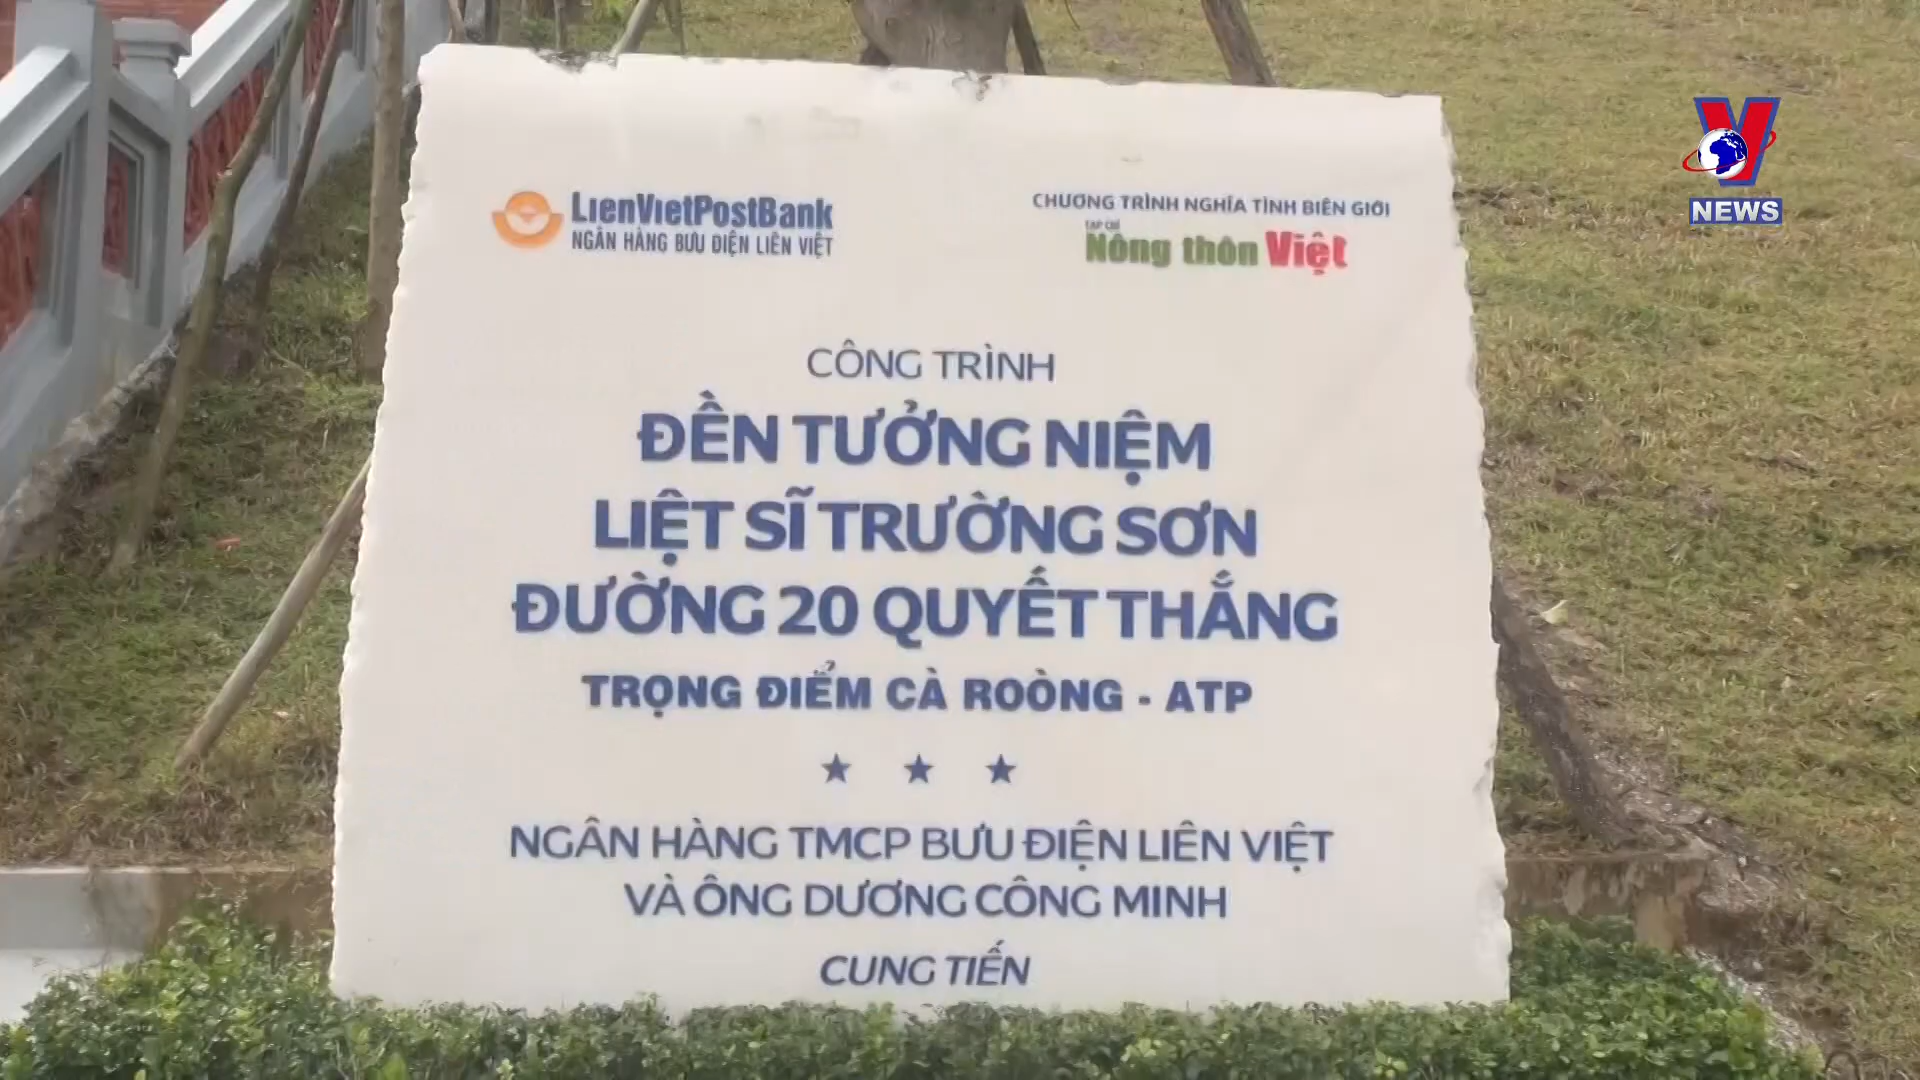 LienVietPostBank
NGÂN HÀNG BƯU ĐIỆN LIÊN VIỆT
CHƯƠNG TRÌNH NGHĨA TÌNH BIÊN GIỚI
TẠP CHÍ
Nông thôn Việt
V
NEWS
CÔNG TRÌNH
ĐỀN TƯỞNG NIỆM
LIỆT SĨ TRƯỜNG SƠN
ĐƯỜNG 20 QUYẾT THẮNG
TRỌNG ĐIỂM CÀ ROÒNG - ATP
NGÂN HÀNG TMCP BƯU ĐIỆN LIÊN VIỆT
VÀ ÔNG DƯƠNG CÔNG MINH
CUNG TIẾN